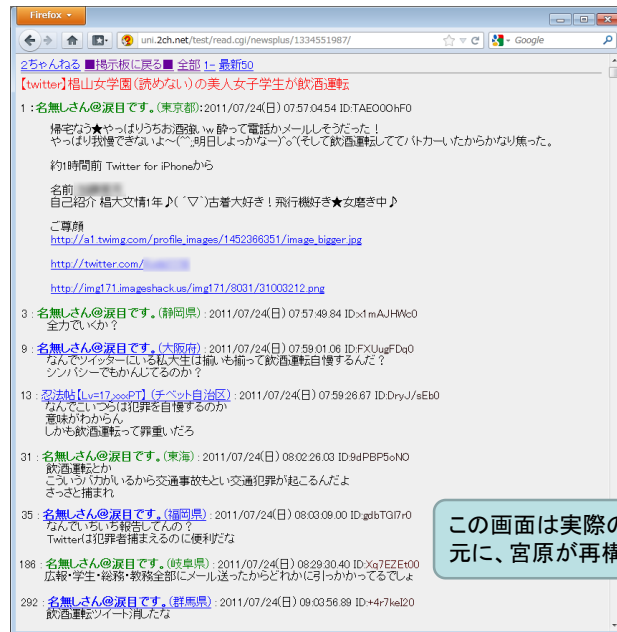 Firefox
uni.2ch.net/test/read.cgi/newsplus/1334551987/
Google
2ちゃんねる ■掲示板に戻る■ 全部 1- 最新50
【twitter】椙山女学園(読めない)の美人女子学生が飲酒運転
1 : 名無しさん@涙目です。(東京都):2011/07/24(日) 07:57:04.54 ID:TAEO0OhF0
帰宅なう★やっぱりうちお酒強いw 酔って電話かメールしそうだった!
やっぱり我慢できないよ~(^^;;明日しよっかなー)^o^(そして飲酒運転しててパトカーいたからかなり焦った。
約1時間前 Twitter for iPhoneから
名前
自己紹介 椙大文情1年♪( ´▽`)古着大好き!飛行機好き★女磨き中♪
ご尊顔
http://a1.twimg.com/profile_images/1452366351/image_bigger.jpg
http://twitter.com/
http://img171.imageshack.us/img171/8031/31003212.png
3 : 名無しさん@涙目です。(静岡県) : 2011/07/24(日) 07:57:49.84 ID:x1mAJHWc0
全力でいくか?
9 : 名無しさん@涙目です。(大阪府) : 2011/07/24(日) 07:59:01.06 ID:FXUugFDq0
なんでツイッターにいる私大生は揃いも揃って飲酒運転自慢するんだ?
シンパシーでもかんじてるのか?
13 : 忍法帖【Lv=17,xxxPT】(チベット自治区) : 2011/07/24(日) 07:59:26.67 ID:DryJ/sEb0
なんでこいつらは犯罪を自慢するのか
意味がわからん
しかも飲酒運転って罪重いだろ
31 : 名無しさん@涙目です。(東海) : 2011/07/24(日) 08:02:26.03 ID:9dPBP5oNO
飲酒運転とか
こういうバカがいるから交通事故もとい交通犯罪が起こるんだよ
さっさと捕まれ
35 : 名無しさん@涙目です。(福岡県) : 2011/07/24(日) 08:03:09.00 ID:gdbTGI7r0
なんでいちいち報告してんの?
Twitterは犯罪者捕まえるのに便利だな
186 : 名無しさん@涙目です。(岐阜県) : 2011/07/24(日) 08:29:30.40 ID:Xq7EZEt00
広報・学生・総務・教務全部にメール送ったからどれかに引っかかってるでしょ
292 : 名無しさん@涙目です。(群馬県) : 2011/07/24(日) 09:03:56.89 ID:+4r7keI20
飲酒運転ツイート消したな
この画面は実際の
元に、宮原が再構